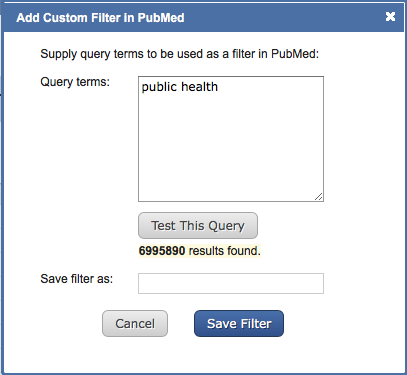 Add Custom Filter in PubMed
Supply query terms to be used as a filter in PubMed:
Query terms:
public health
Test This Query
6995890 results found.
Save filter as:
Cancel
Save Filter